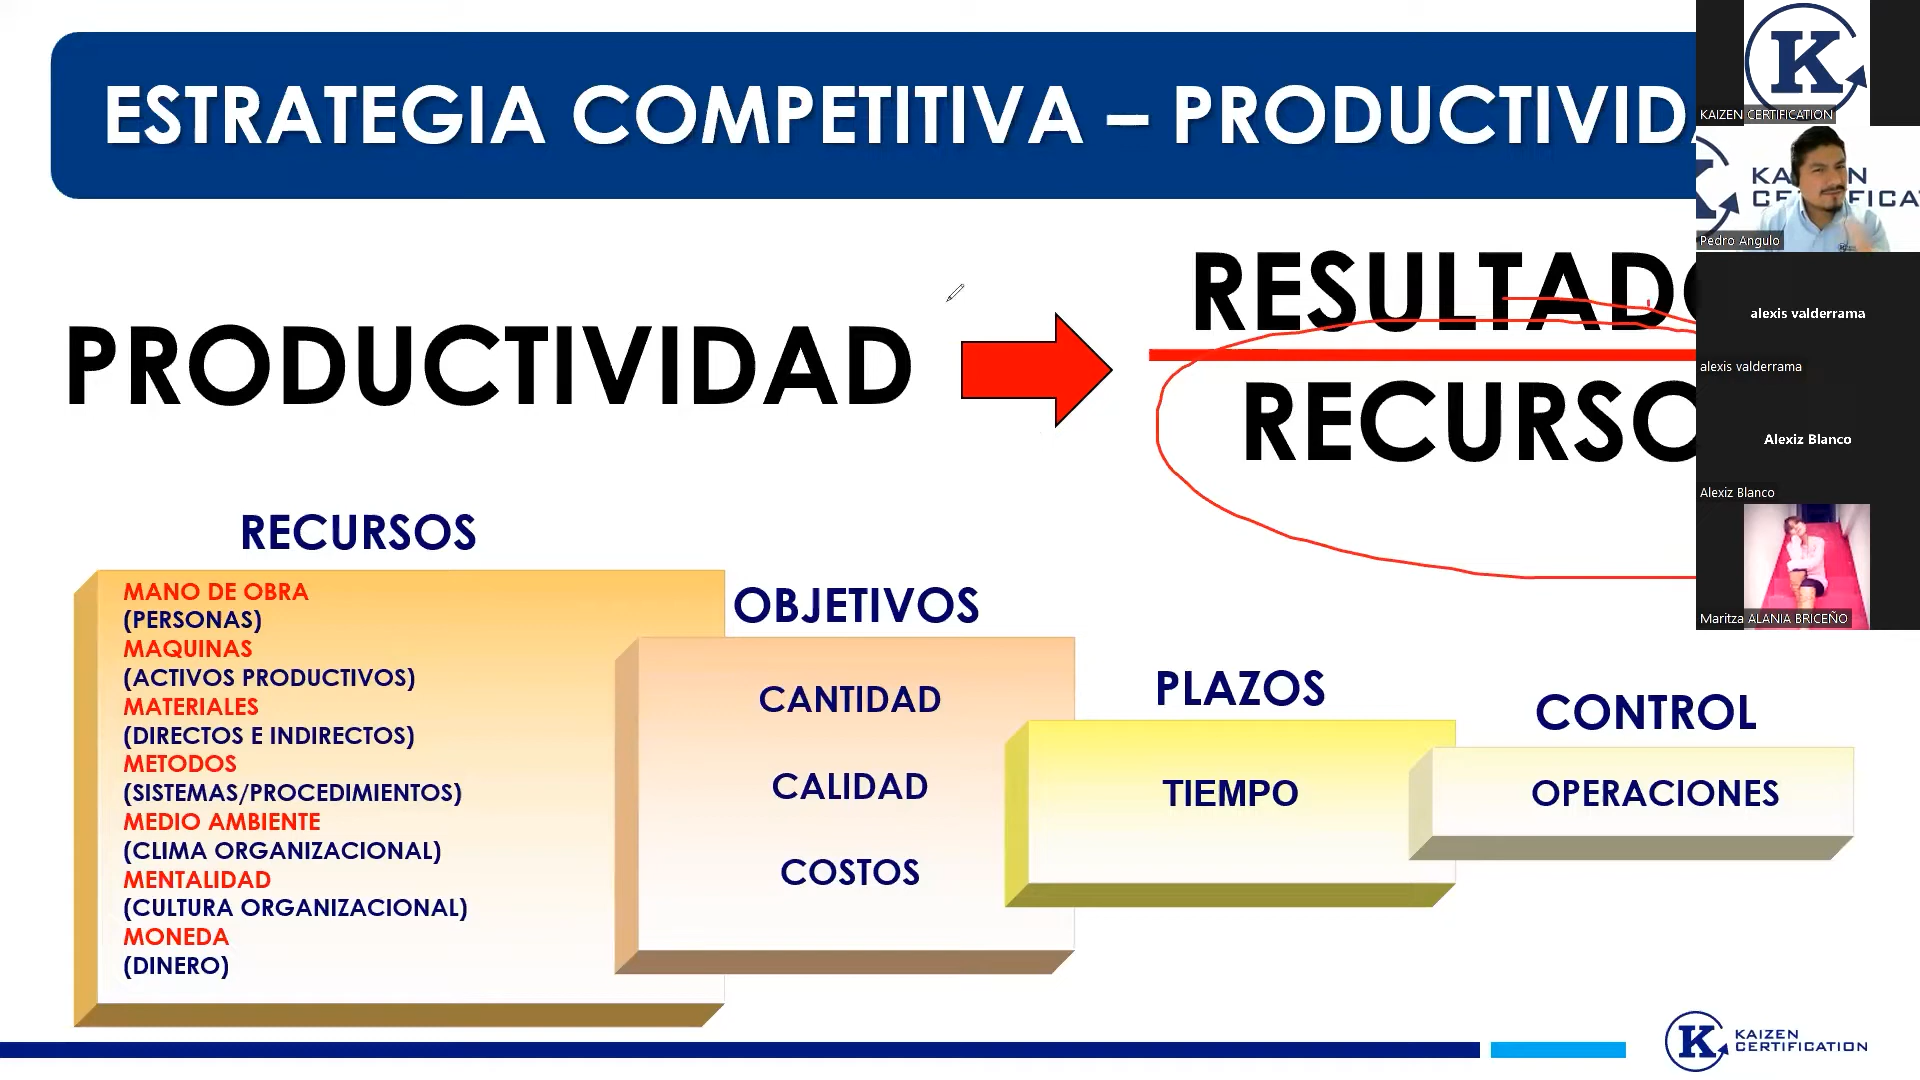 ESTRATEGIA COMPETITIVA – PRODUCTIVIDA
PRODUCTIVIDAD
RESULTADO
RECURSO
RECURSOS
MANO DE OBRA
(PERSONAS)
MAQUINAS
(ACTIVOS PRODUCTIVOS)
MATERIALES
(DIRECTOS E INDIRECTOS)
METODOS
(SISTEMAS/PROCEDIMIENTOS)
MEDIO AMBIENTE
(CLIMA ORGANIZACIONAL)
MENTALIDAD
(CULTURA ORGANIZACIONAL)
MONEDA
(DINERO)
OBJETIVOS
CANTIDAD
CALIDAD
COSTOS
PLAZOS
TIEMPO
CONTROL
OPERACIONES
K
KAIZEN CERTIFICATION
Pedro Angulo
alexis valderrama
alexis valderrama
Alexiz Blanco
Alexiz Blanco
Maritza ALANIA BRICEÑO
K
KAIZEN
CERTIFICATION